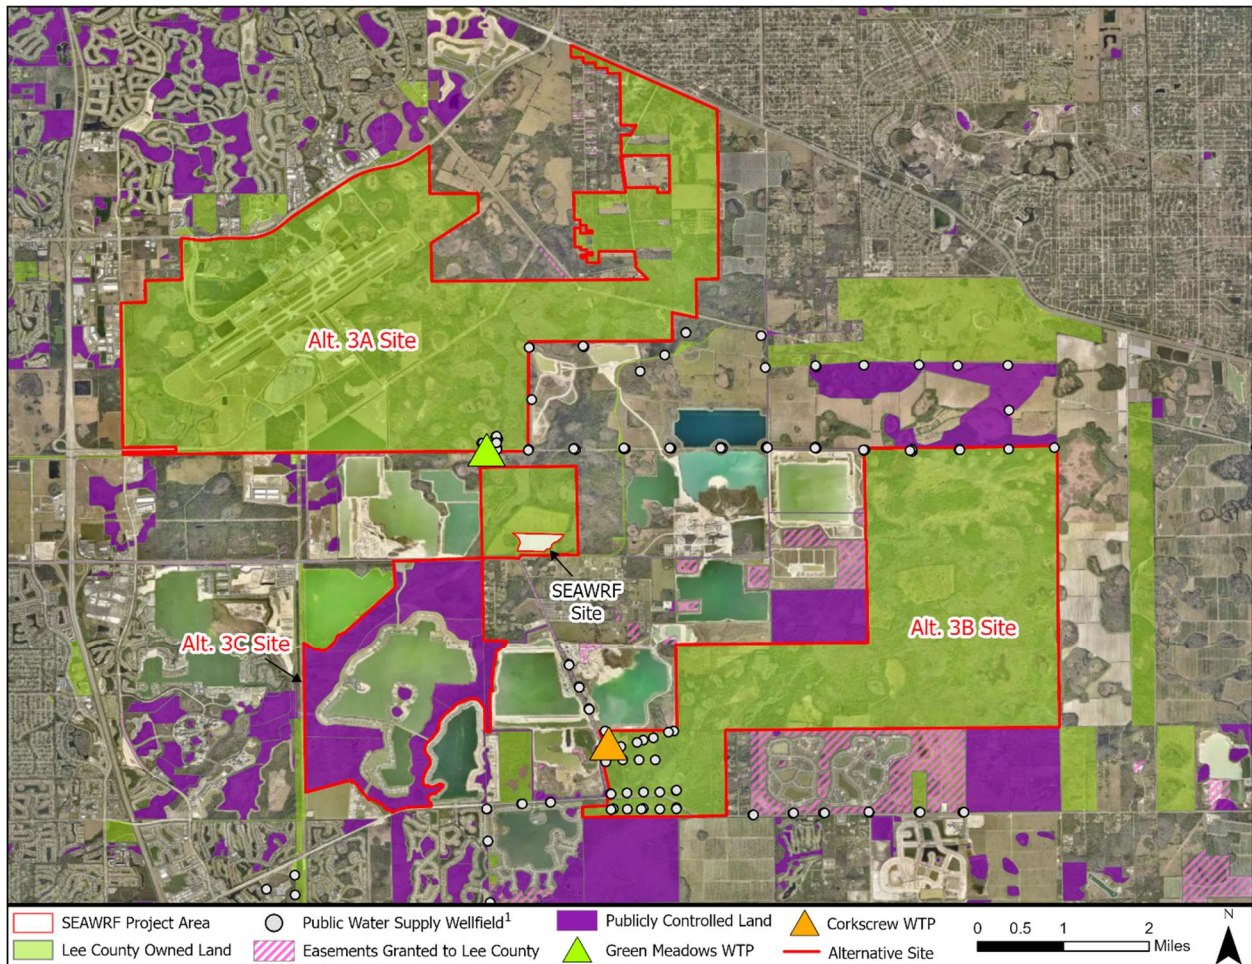 Alt. 3A Site
SEAWRF
Site
Alt. 3B Site
Alt. 3C Site
SEAWRF Project Area
Public Water Supply Wellfield¹
Publicly Controlled Land
Corkscrew WTP
Lee County Owned Land
Easements Granted to Lee County
Green Meadows WTP
Alternative Site
0 0.5 1 2
Miles
N